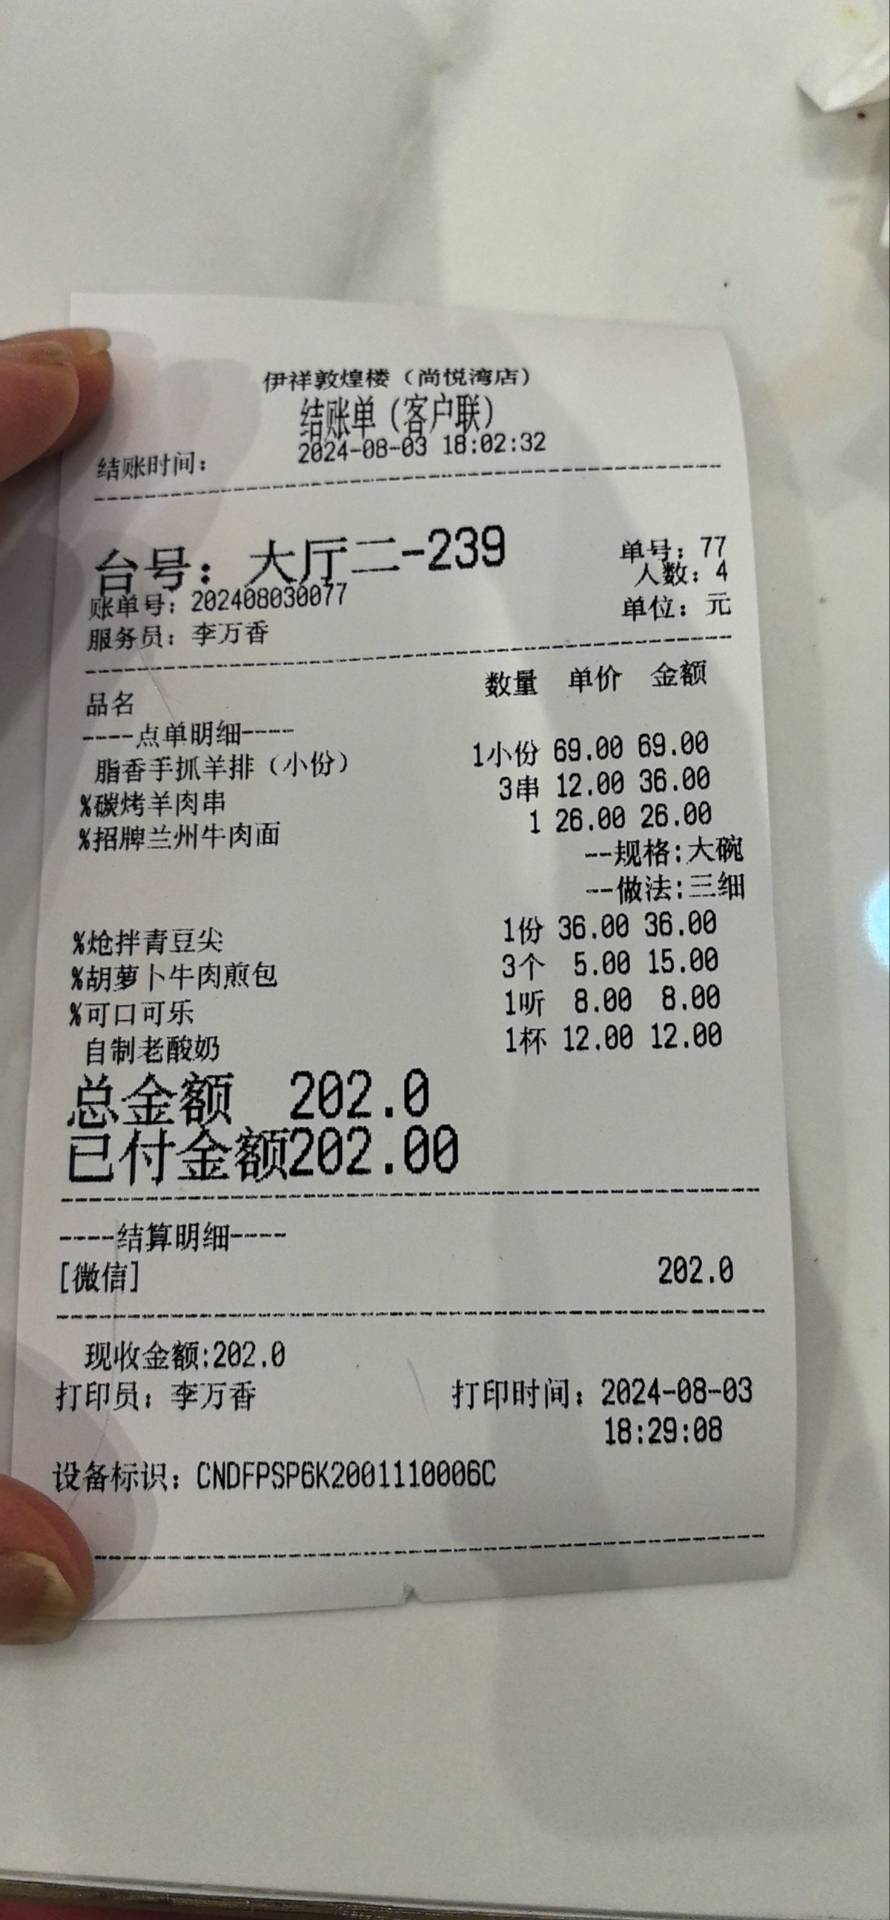 伊祥敦煌楼（尚悦湾店）
结账单（客户联）
结账时间： 2024-08-03 18:02:32
台号：大厅二-239 单号：77
人数：4
账单号：202408030077 单位：元
服务员：李万香
品名 数量 单价 金额
----点单明细----
脂香手抓羊排（小份） 1小份 69.00 69.00
%碳烤羊肉串 3串 12.00 36.00
%招牌兰州牛肉面 1 26.00 26.00
--规格:大碗
--做法:三细
%炝拌青豆尖 1份 36.00 36.00
%胡萝卜牛肉煎包 3个 5.00 15.00
%可口可乐 1听 8.00 8.00
自制老酸奶 1杯 12.00 12.00
总金额 202.0
已付金额202.00
----结算明细----
[微信] 202.0
现收金额:202.0
打印员：李万香 打印时间：2024-08-03
18:29:08
设备标识：CNDFPSP6K2001110006C